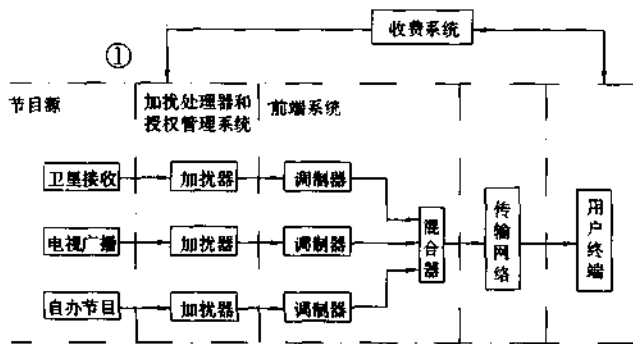 收费系统
①
节目源
加扰处理器和
授权管理系统
前端系统
卫星接收
加扰器
调制器
电视广播
加扰器
调制器
自办节目
加扰器
调制器
混合器
传输网络
用户终端